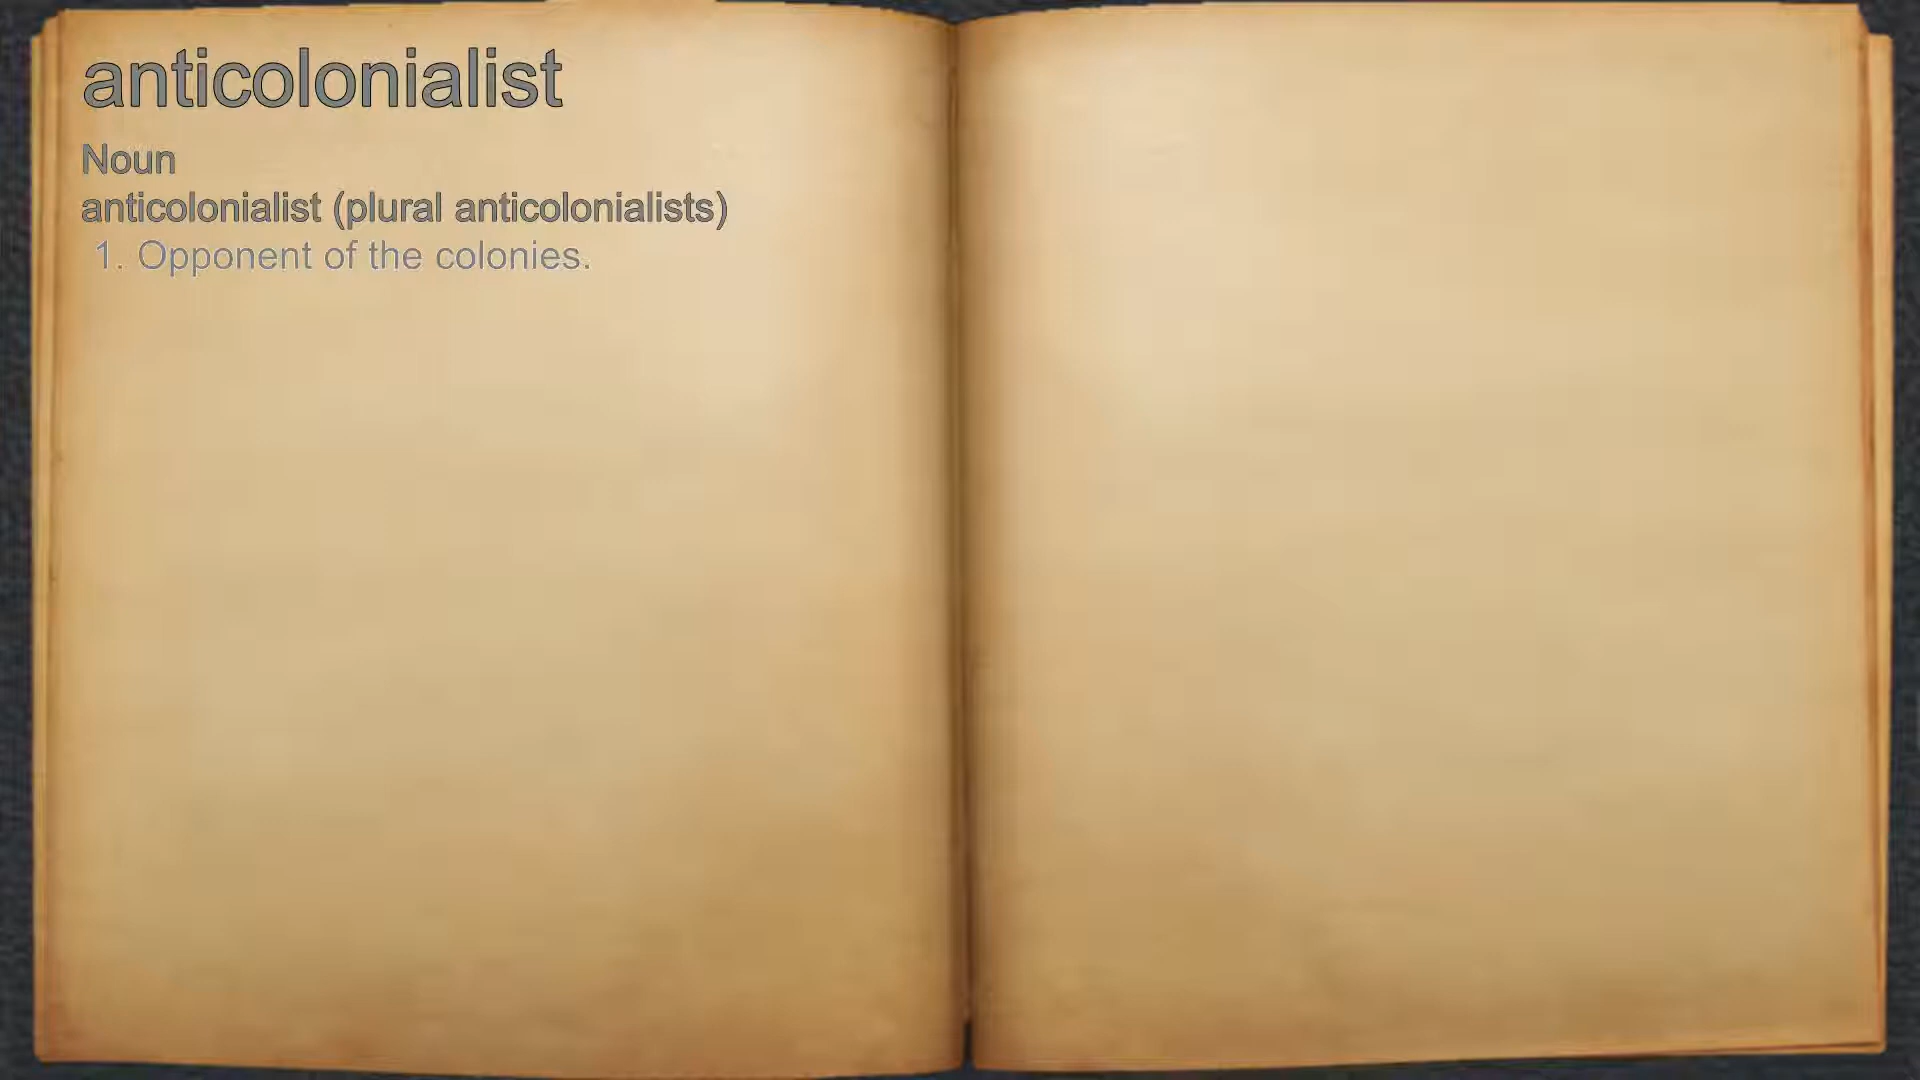 anticolonialist
Noun
anticolonialist (plural anticolonialists)
1. Opponent of the colonies.